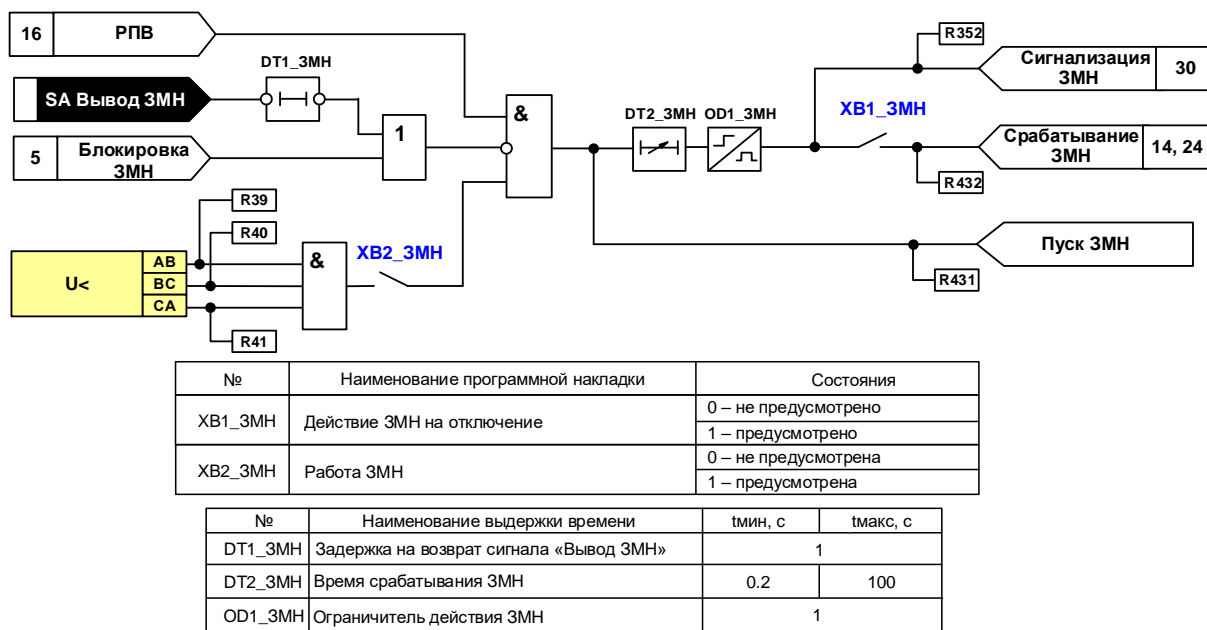 16 РПВ
SA Вывод ЗМН
5 Блокировка ЗМН
DT1_ЗМН
1
&
R39
R40
R41
U<
AB
BC
CA
&
XB2_ЗМН
DT2_ЗМН OD1_ЗМН
XB1_ЗМН
R352
Сигнализация ЗМН 30
Срабатывание ЗМН 14, 24
R432
Пуск ЗМН
R431
№ Наименование программной накладки Состояния
XB1_ЗМН Действие ЗМН на отключение 0 – не предусмотрено
1 – предусмотрено
XB2_ЗМН Работа ЗМН 0 – не предусмотрена
1 – предусмотрена
№ Наименование выдержки времени tмин, с tмакс, с
DT1_ЗМН Задержка на возврат сигнала «Вывод ЗМН» 1
DT2_ЗМН Время срабатывания ЗМН 0.2 100
OD1_ЗМН Ограничитель действия ЗМН 1